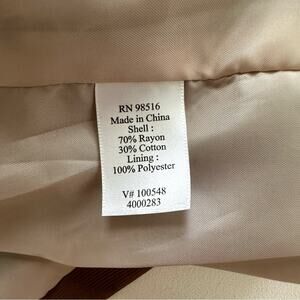 RN 98516
Made in China
Shell :
70% Rayon
30% Cotton
Lining :
100% Polyester
V# 100548
4000283